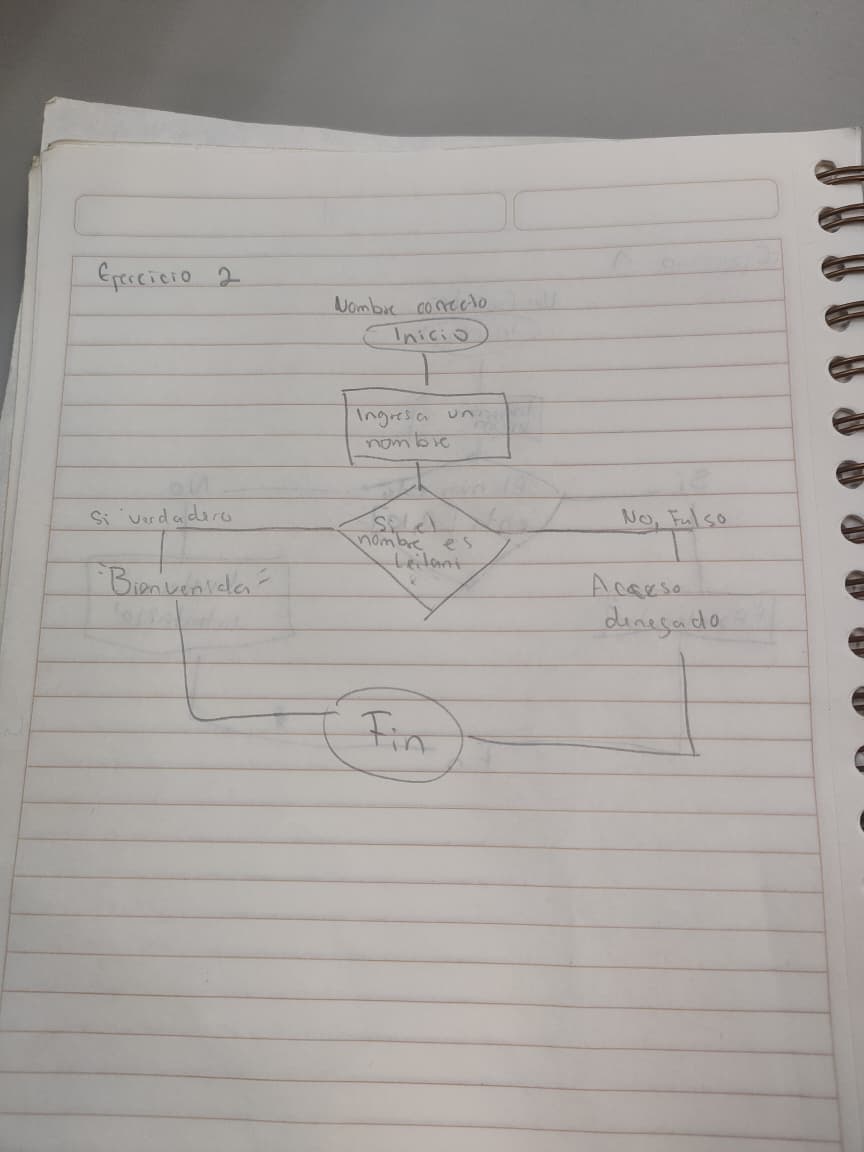 Ejercicio 2
Nombre correcto
Inicio
Ingresa un
nombre
Si verdadero
Si el
nombre es
Leilani
No, Falso
"Bienvenida"
Acceso
denegado
Fin